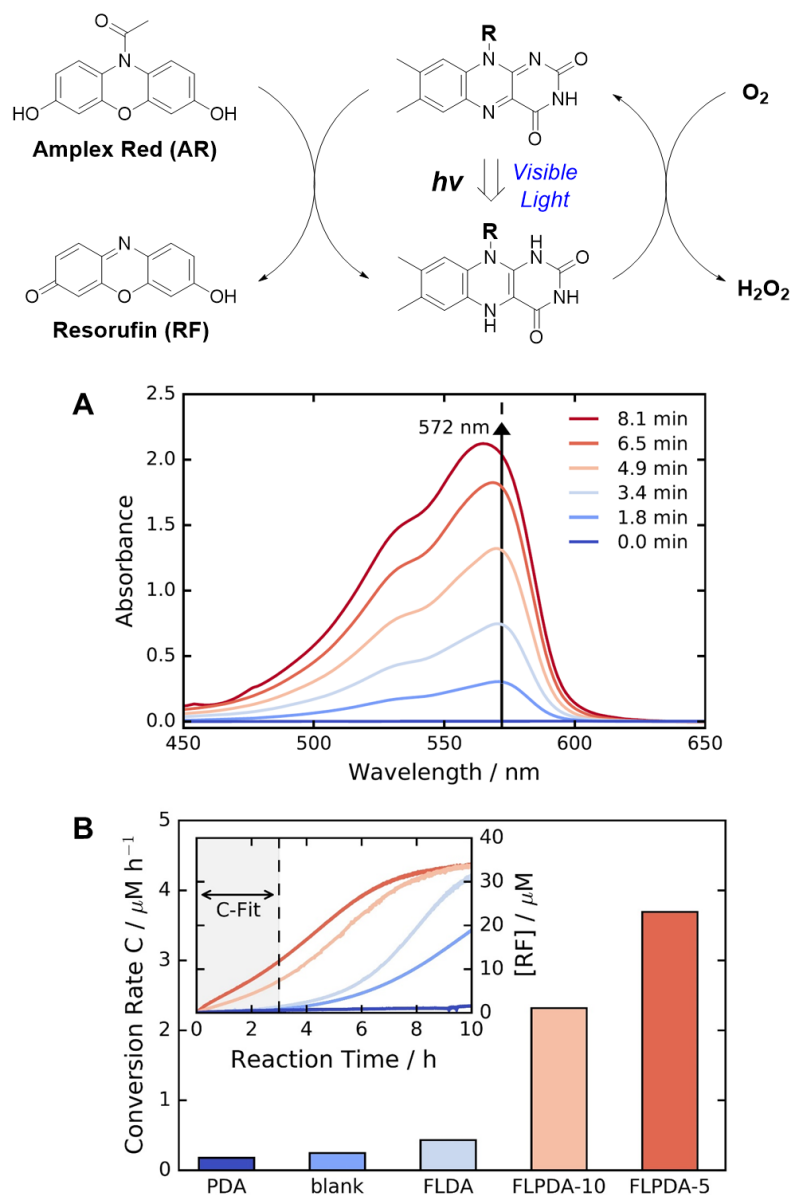 O
N
HO
O
OH
Amplex Red (AR)
R
N
N
O
N
NH
O
O₂
hν
Visible
Light
N
O
O
OH
Resorufin (RF)
R
H
N
N
O
N
H
NH
O
H₂O₂
A
2.5
2.0
1.5
1.0
0.5
0.0
Absorbance
572 nm
8.1 min
6.5 min
4.9 min
3.4 min
1.8 min
0.0 min
450
500
550
600
650
Wavelength / nm
B
5
4
3
2
1
0
Conversion Rate C / μM h⁻¹
C-Fit
40
30
20
10
0
[RF] / μM
0
2
4
6
8
10
Reaction Time / h
PDA
blank
FLDA
FLPDA-10
FLPDA-5